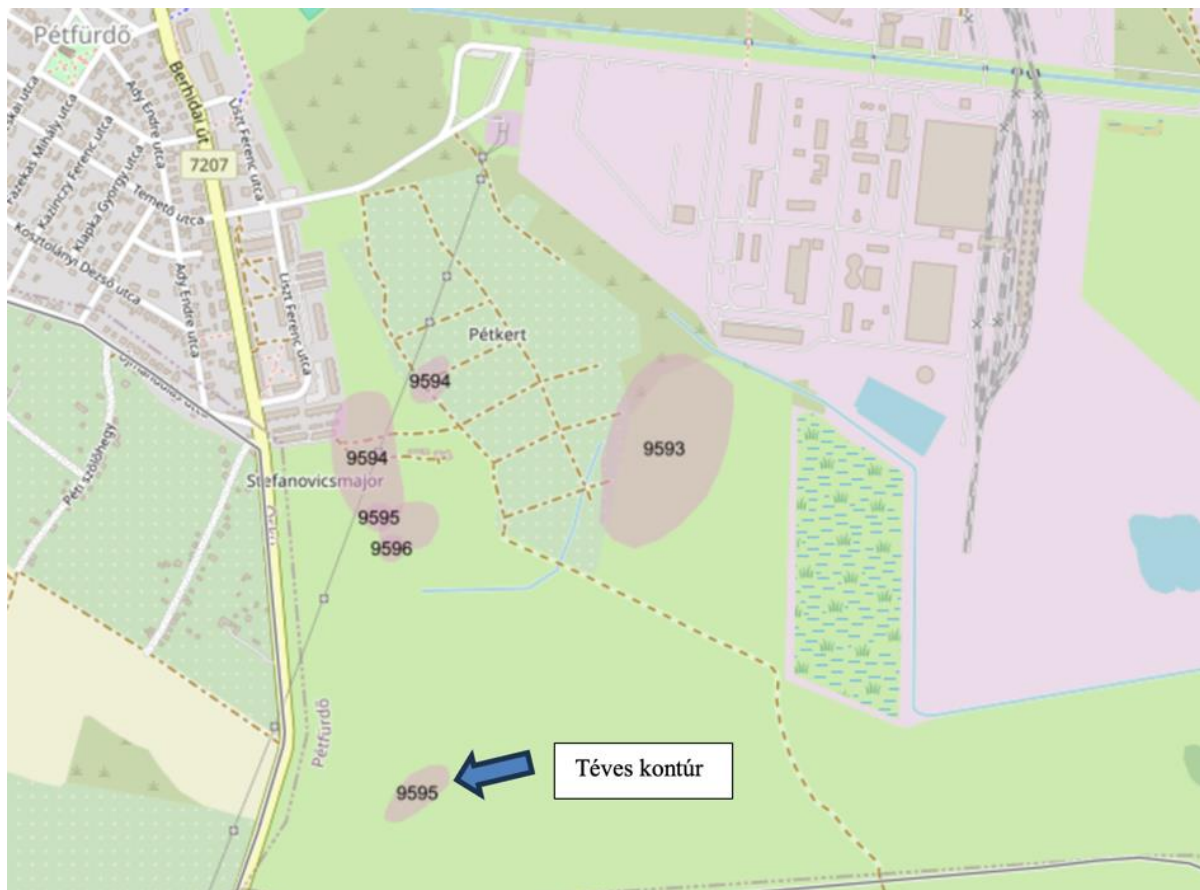 Pétfürdő
Berhidai út
Ady Endre utca
Liszt Ferenc utca
Fazekas Mihály utca
Kazinczy Ferenc utca
Klapka György utca
7207
Temető utca
Kosztolányi Dezső utca
Ady Endre utca
Liszt Ferenc utca
Pétkert
9594
9593
9594
Stefanovicsmajor
Péti szőlőhegy
9595
9596
Ősküi
Pétfürdő
Téves kontúr
9595